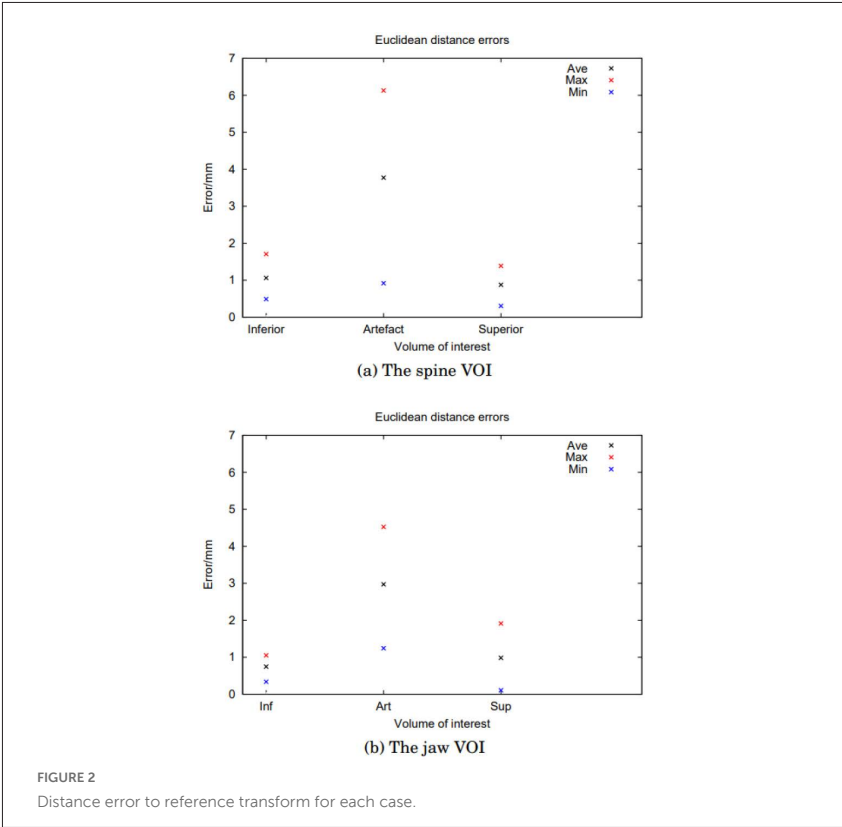 Euclidean distance errors
7
6
5
4
3
2
1
0
Error/mm
Ave
Max
Min
Inferior Artefact Superior
Volume of interest
(a) The spine VOI
Euclidean distance errors
7
6
5
4
3
2
1
0
Error/mm
Ave
Max
Min
Inf Art Sup
Volume of interest
(b) The jaw VOI
FIGURE 2
Distance error to reference transform for each case.